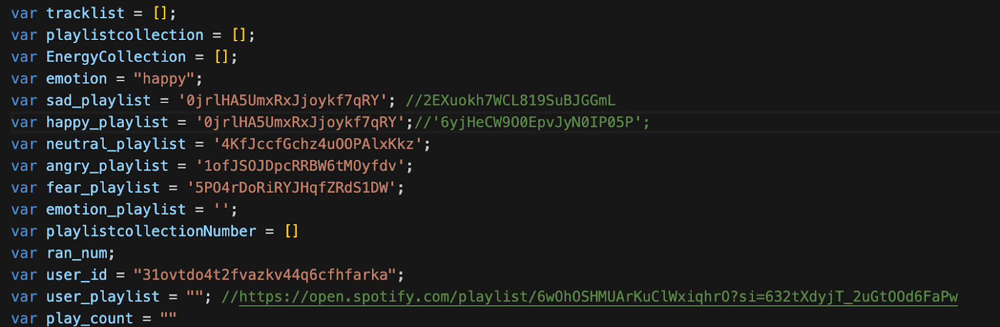 var tracklist = [];
var playlistcollection = [];
var EnergyCollection = [];
var emotion = "happy";
var sad_playlist = '0jrlHA5UmxRxJjoykf7qRY'; //2EXuokh7WCL819SuBJGGmL
var happy_playlist = '0jrlHA5UmxRxJjoykf7qRY';//'6yjHeCW9O0EpvJyN0IP05P';
var neutral_playlist = '4KfJccfGchz4uOOPAlxKkz';
var angry_playlist = '1ofJSOJDpcRRBW6tMOyfdv';
var fear_playlist = '5PO4rDoRiRYJHqfZRdS1DW';
var emotion_playlist = '';
var playlistcollectionNumber = []
var ran_num;
var user_id = "31ovtdo4t2fvazkv44q6cfhfarka";
var user_playlist = ""; //https://open.spotify.com/playlist/6wOhOSHMUArKuClWxiqhrO?si=632tXdyjT_2uGtOOd6FaPw
var play_count = ""